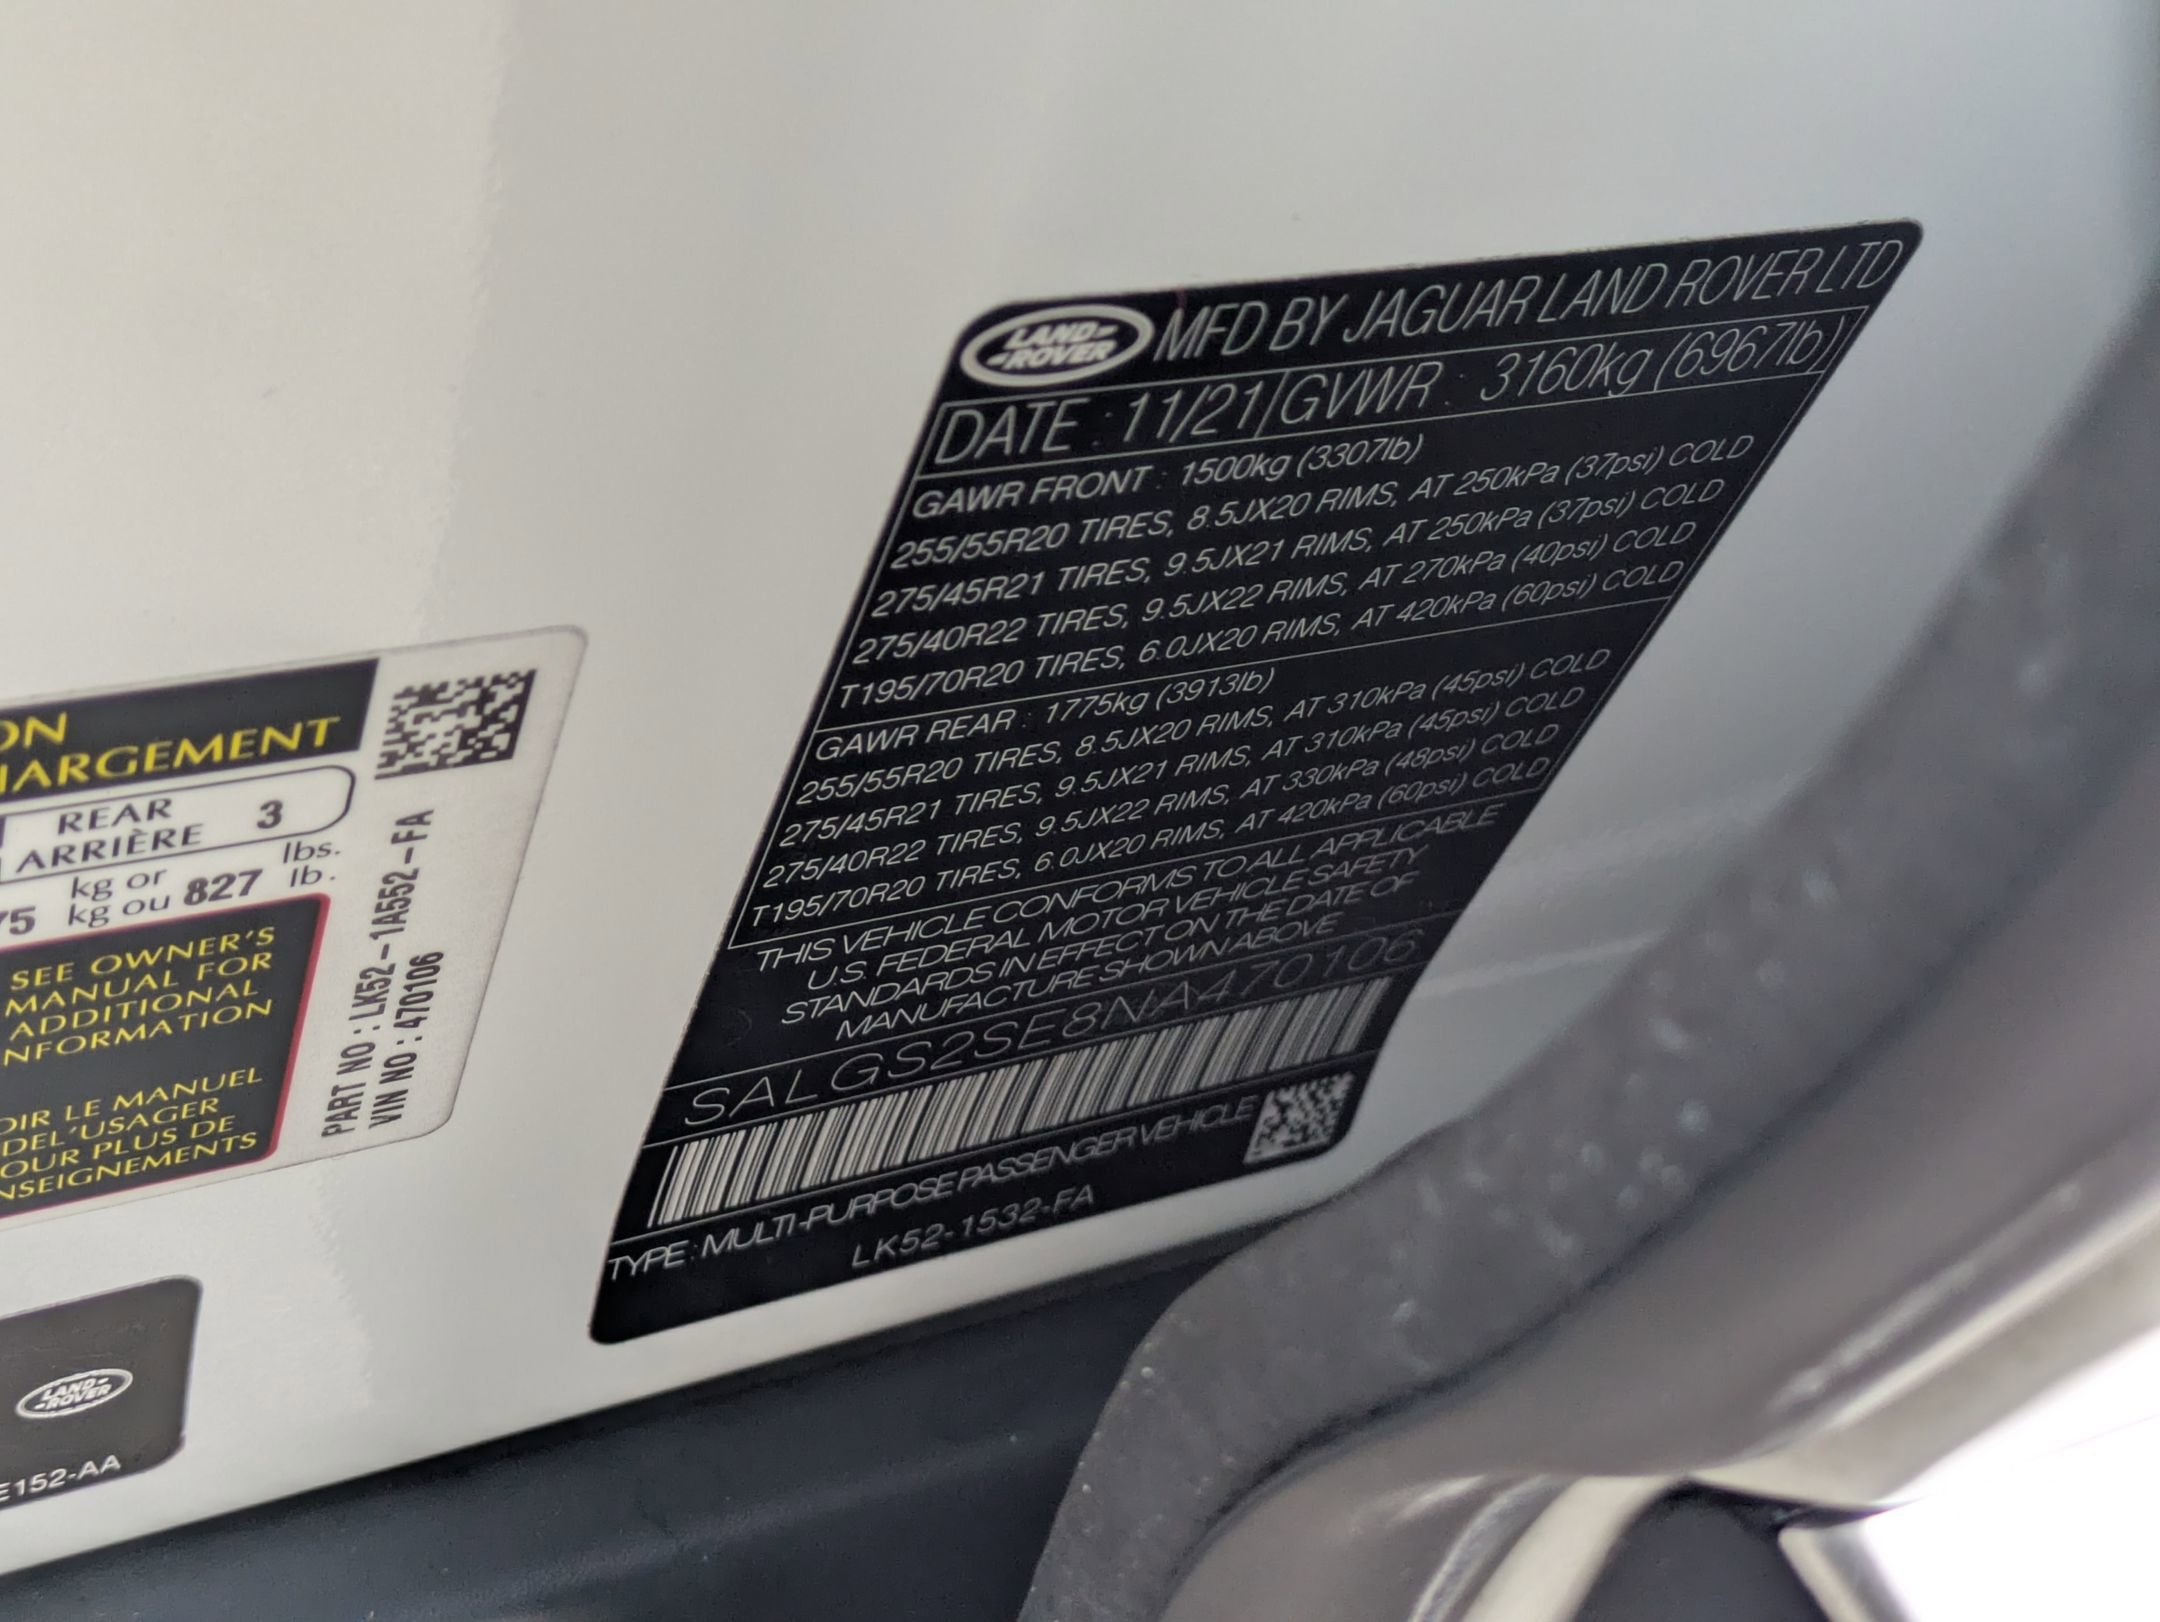 LAND-
-ROVER
MFD BY JAGUAR LAND ROVER LTD
DATE : 11/21 GVWR : 3160kg (6967lb)
GAWR FRONT : 1500kg (3307lb)
255/55R20 TIRES, 8.5JX20 RIMS, AT 250kPa (37psi) COLD
275/45R21 TIRES, 9.5JX21 RIMS, AT 250kPa (37psi) COLD
275/40R22 TIRES, 9.5JX22 RIMS, AT 270kPa (40psi) COLD
T195/70R20 TIRES, 6.0JX20 RIMS, AT 420kPa (60psi) COLD
GAWR REAR : 1775kg (3913lb)
255/55R20 TIRES, 8.5JX20 RIMS, AT 310kPa (45psi) COLD
275/45R21 TIRES, 9.5JX21 RIMS, AT 310kPa (45psi) COLD
275/40R22 TIRES, 9.5JX22 RIMS, AT 330kPa (48psi) COLD
T195/70R20 TIRES, 6.0JX20 RIMS, AT 420kPa (60psi) COLD
THIS VEHICLE CONFORMS TO ALL APPLICABLE
U.S. FEDERAL MOTOR VEHICLE SAFETY
STANDARDS IN EFFECT ON THE DATE OF
MANUFACTURE SHOWN ABOVE
SALGS2SE8NA470106
TYPE: MULTI-PURPOSE PASSENGER VEHICLE
LK52-1532-FA
ON
HARGEMENT
REAR
ARRIÈRE 3
75 kg or 827 lbs.
kg ou lb.
SEE OWNER'S
MANUAL FOR
ADDITIONAL
NFORMATION
OIR LE MANUEL
DEL'USAGER
OUR PLUS DE
NSEIGNEMENTS
PART NO : LK52-1A552-FA
VIN NO : 470106
LAND-
-ROVER
E152-AA